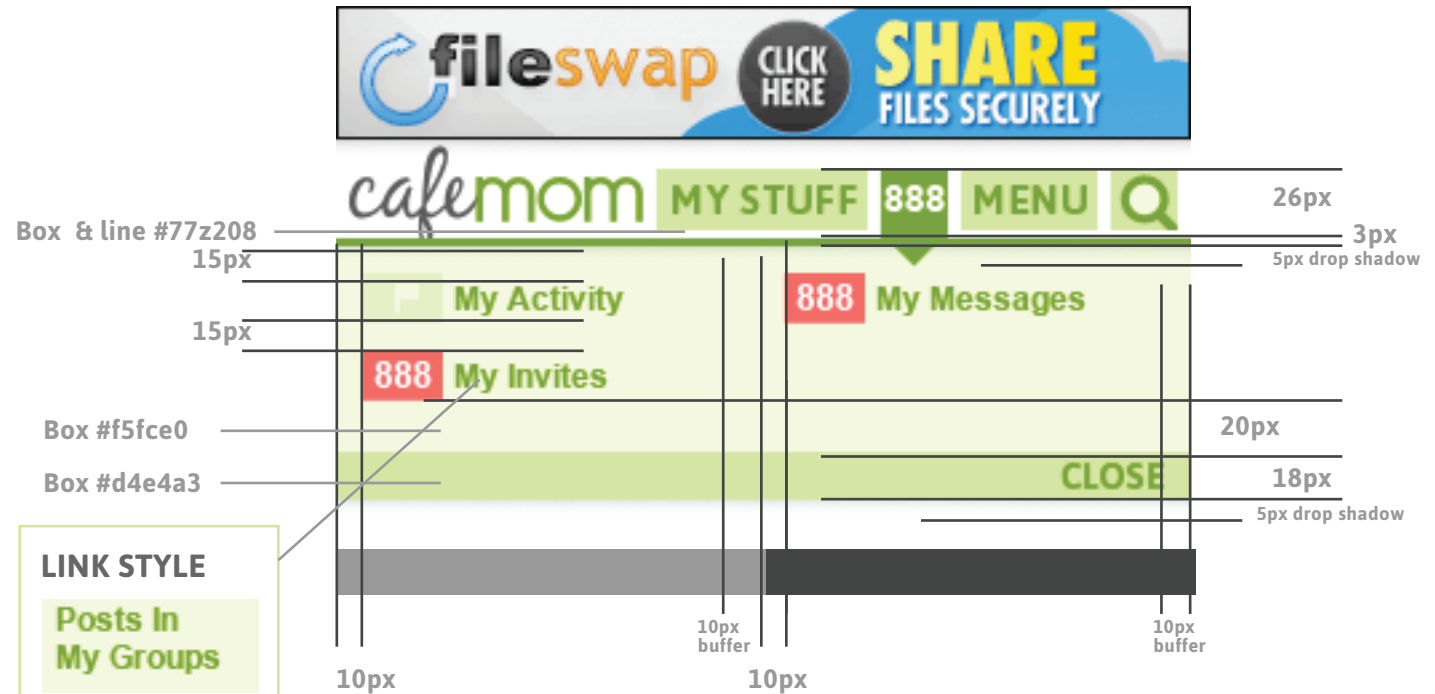 fileswap
CLICK HERE
SHARE
FILES SECURELY
cafemom
MY STUFF 888 MENU
26px
Box & line #77z208
3px
15px
5px drop shadow
My Activity
888 My Messages
15px
888 My Invites
Box #f5fce0
20px
Box #d4e4a3
CLOSE
18px
5px drop shadow
LINK STYLE
Posts In
My Groups
10px
buffer
10px
buffer
10px
10px